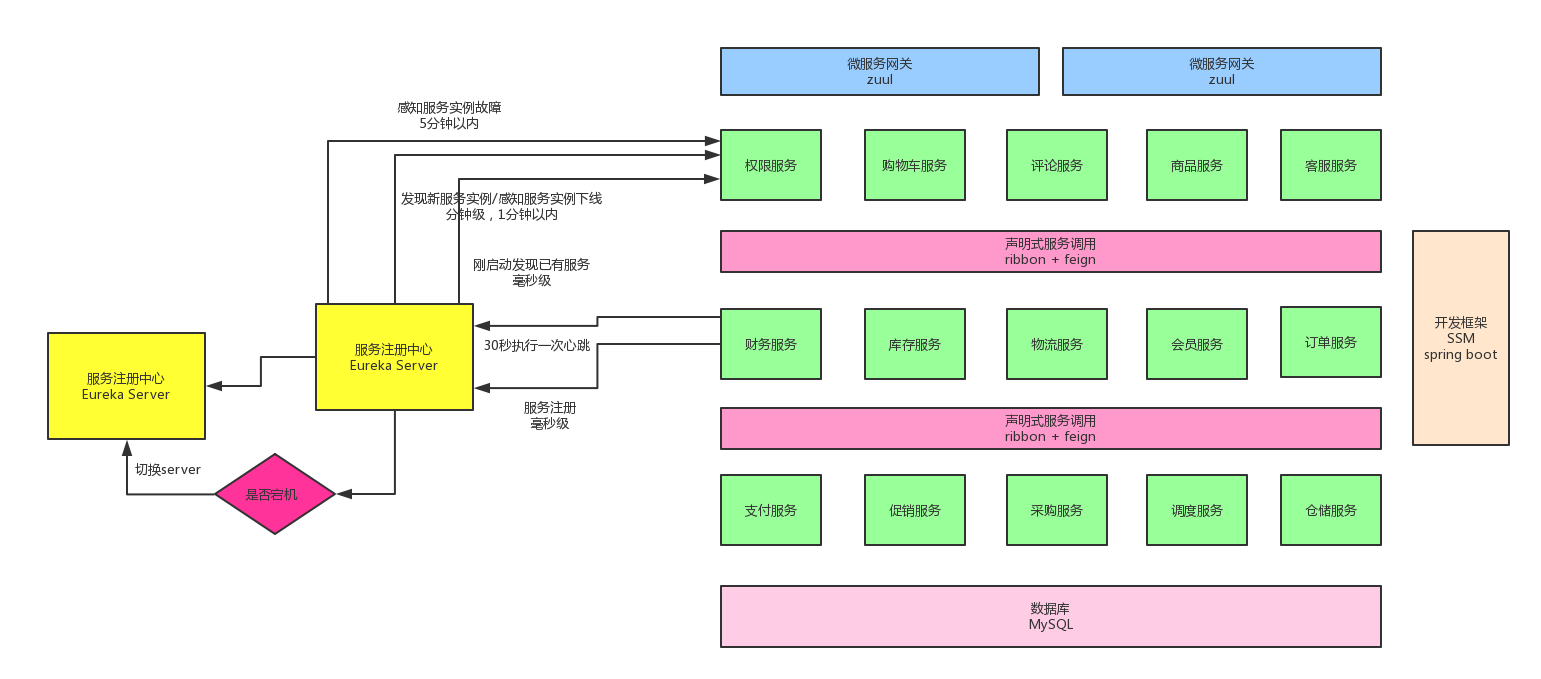 微服务网关
zuul
微服务网关
zuul
感知服务实例故障
5分钟以内
权限服务
购物车服务
评论服务
商品服务
客服服务
发现新服务实例/感知服务实例下线
分钟级，1分钟以内
声明式服务调用
ribbon + feign
刚启动发现已有服务
毫秒级
服务注册中心
Eureka Server
30秒执行一次心跳
财务服务
库存服务
物流服务
会员服务
订单服务
开发框架
SSM
spring boot
服务注册中心
Eureka Server
服务注册
毫秒级
声明式服务调用
ribbon + feign
切换server
是否宕机
支付服务
促销服务
采购服务
调度服务
仓储服务
数据库
MySQL